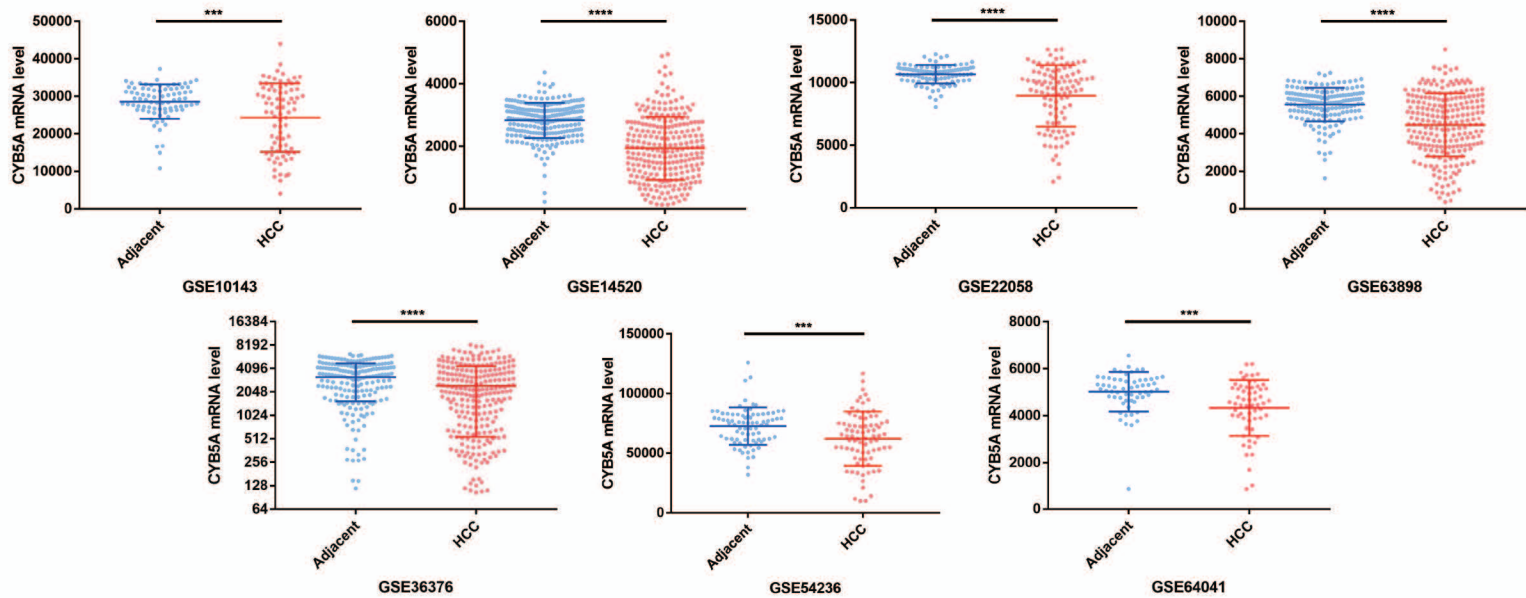 ***
CYB5A mRNA level
50000
40000
30000
20000
10000
0
Adjacent
HCC
GSE10143
****
CYB5A mRNA level
6000
4000
2000
0
Adjacent
HCC
GSE14520
****
CYB5A mRNA level
15000
10000
5000
0
Adjacent
HCC
GSE22058
****
CYB5A mRNA level
10000
8000
6000
4000
2000
0
Adjacent
HCC
GSE63898
****
CYB5A mRNA level
16384
8192
4096
2048
1024
512
256
128
64
Adjacent
HCC
GSE36376
***
CYB5A mRNA level
150000
100000
50000
0
Adjacent
HCC
GSE54236
***
CYB5A mRNA level
8000
6000
4000
2000
0
Adjacent
HCC
GSE64041